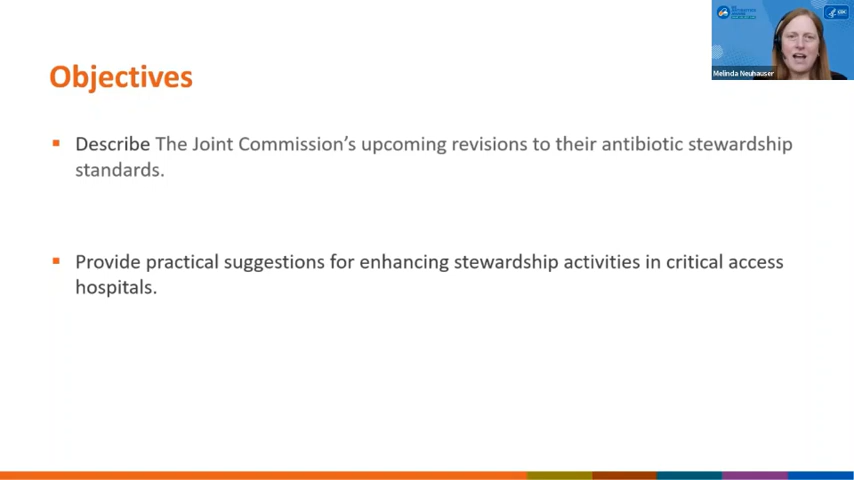 Objectives
Describe The Joint Commission's upcoming revisions to their antibiotic stewardship
standards.
Provide practical suggestions for enhancing stewardship activities in critical access
hospitals.
Melinda Neuhauser